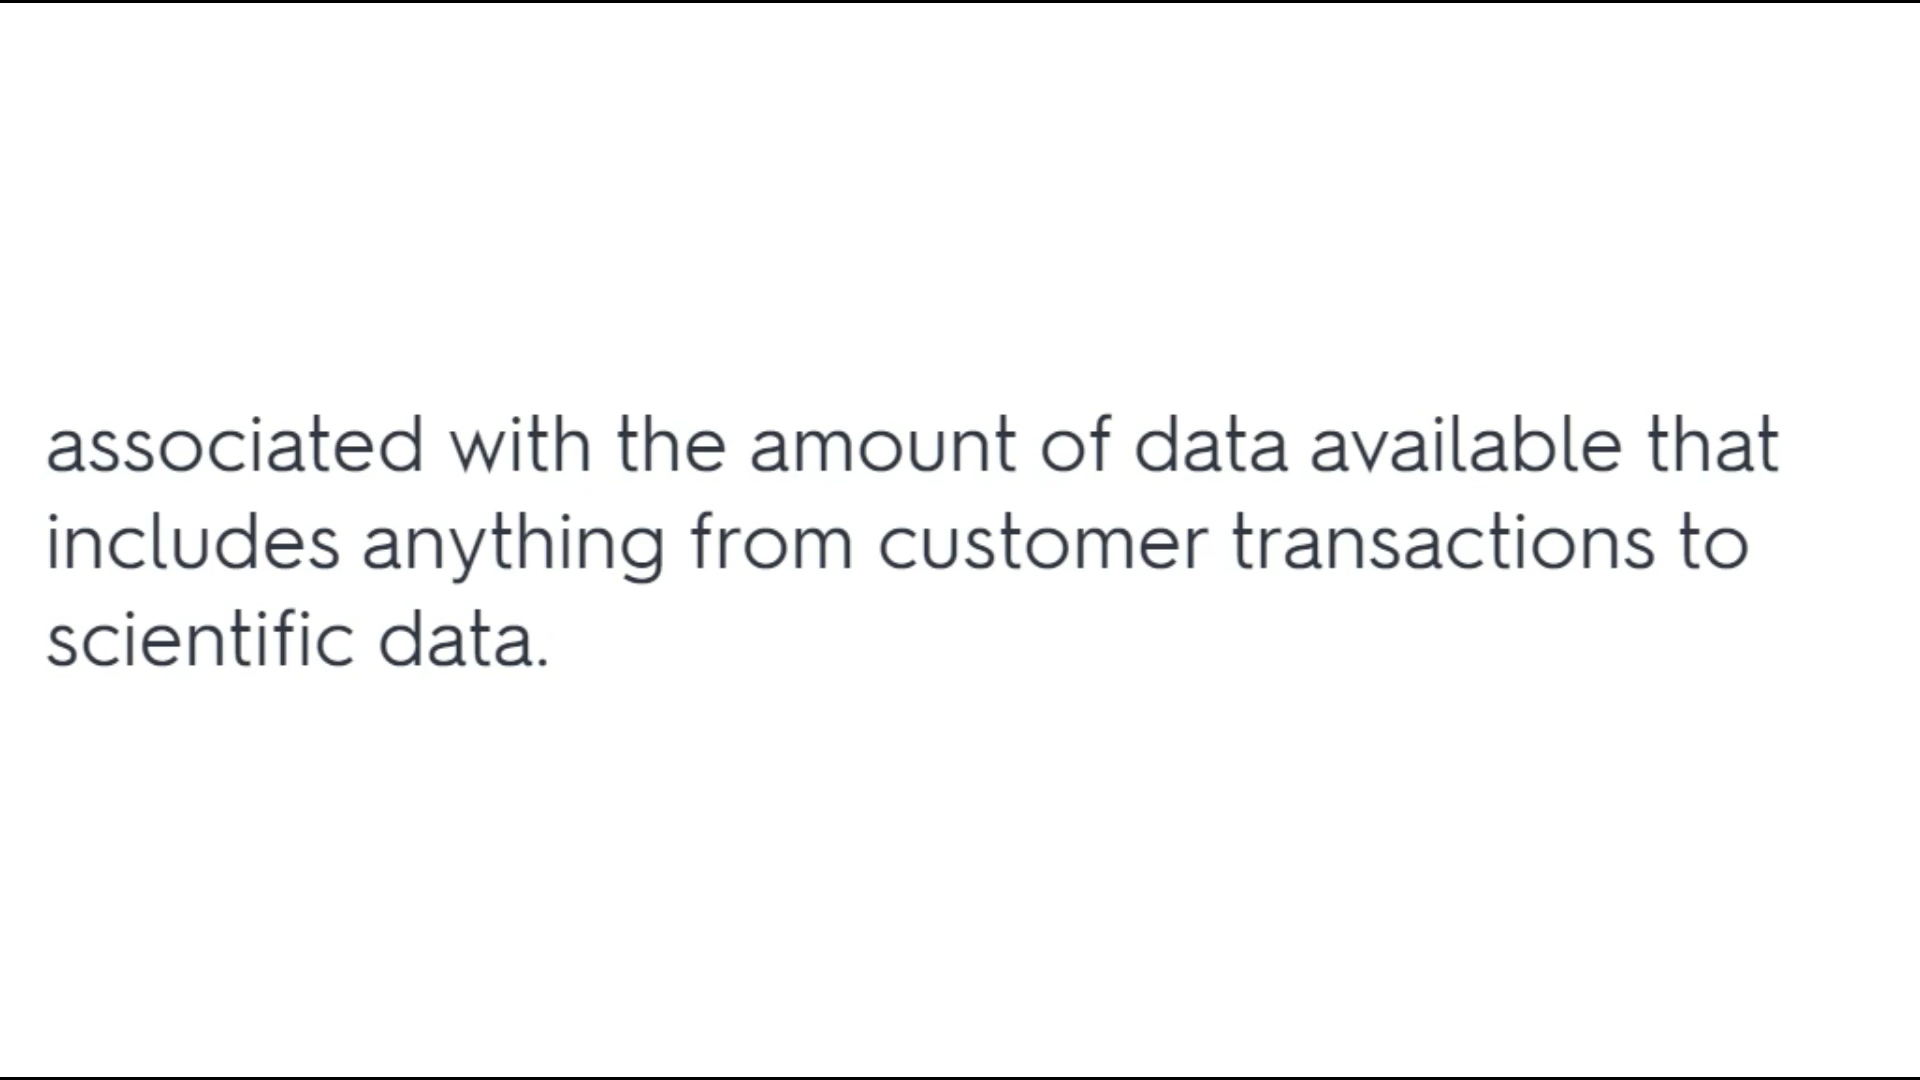 associated with the amount of data available that
includes anything from customer transactions to
scientific data.